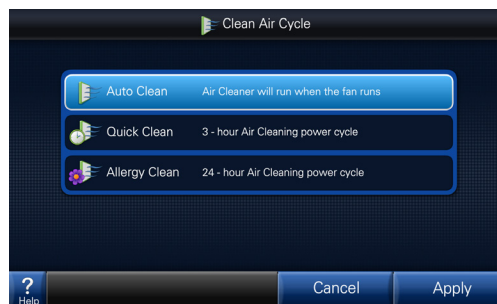 Clean Air Cycle
Auto Clean Air Cleaner will run when the fan runs
Quick Clean 3 - hour Air Cleaning power cycle
Allergy Clean 24 - hour Air Cleaning power cycle
?
Help Cancel Apply